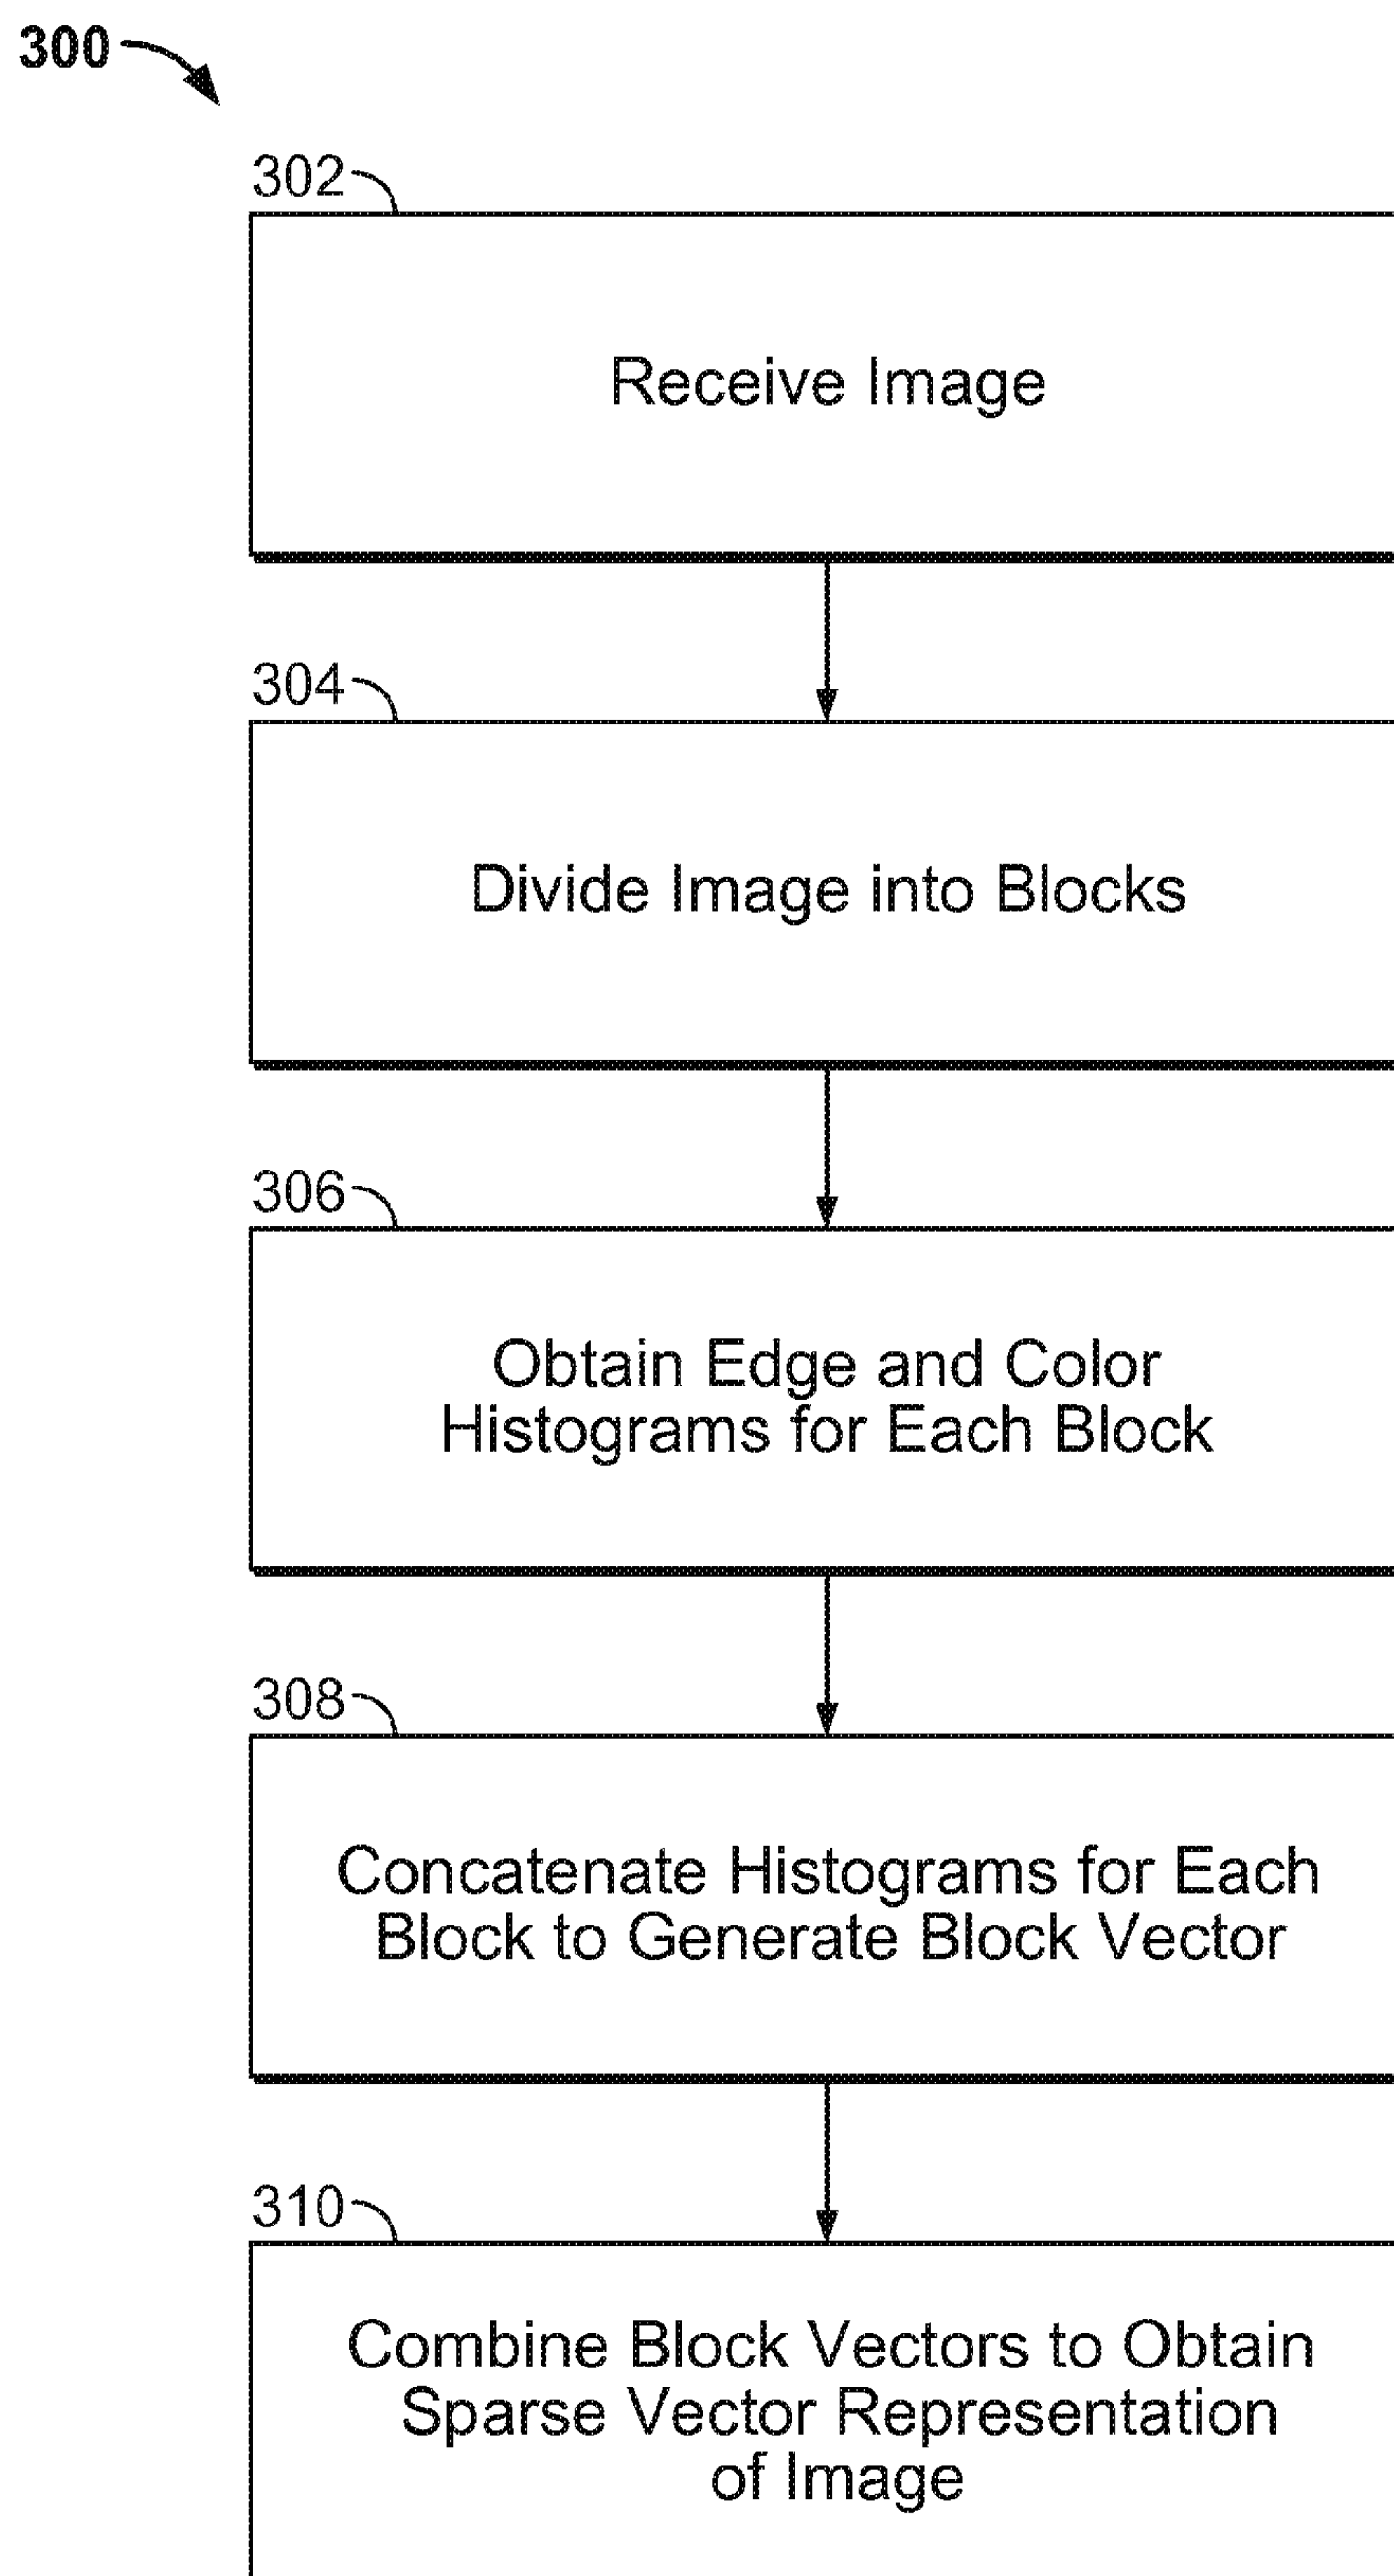 300
302
Receive Image
304
Divide Image into Blocks
306
Obtain Edge and Color
Histograms for Each Block
308
Concatenate Histograms for Each
Block to Generate Block Vector
310
Combine Block Vectors to Obtain
Sparse Vector Representation
of Image